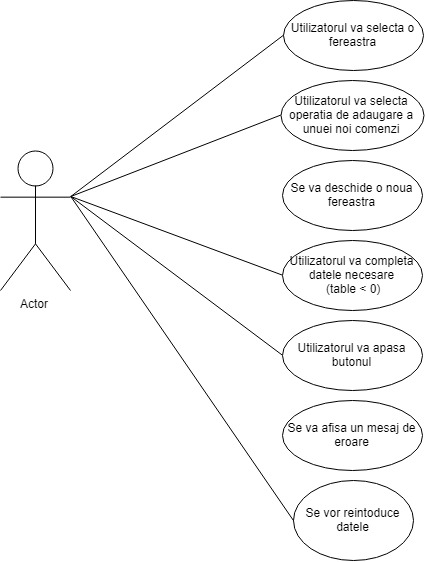 Utilizatorul va selecta o
fereastra
Utilizatorul va selecta
operatia de adaugare a
unuei noi comenzi
Se va deschide o noua
fereastra
Utilizatorul va completa
datele necesare
(table < 0)
Actor
Utilizatorul va apasa
butonul
Se va afisa un mesaj de
eroare
Se vor reintoduce
datele